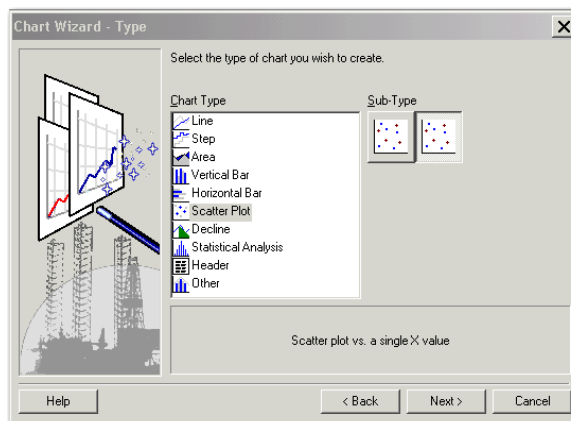 Chart Wizard - Type
Select the type of chart you wish to create.
Chart Type
Sub-Type
Line
Step
Area
Vertical Bar
Horizontal Bar
Scatter Plot
Decline
Statistical Analysis
Header
Other
Scatter plot vs. a single X value
Help
< Back
Next >
Cancel